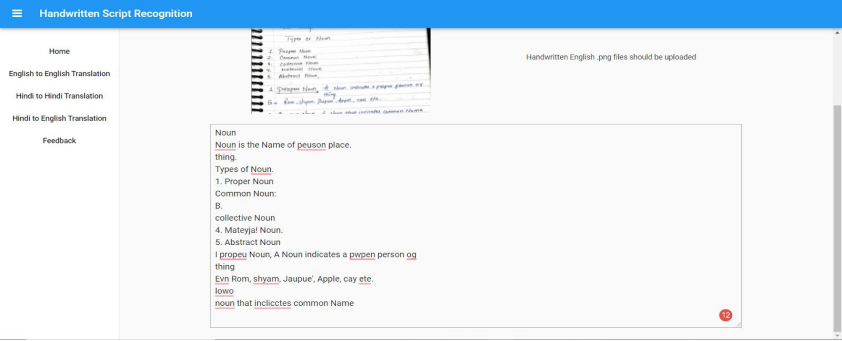 Handwritten Script Recognition
Home
English to English Translation
Hindi to Hindi Translation
Hindi to English Translation
Feedback
Types of Noun
1. Proper Noun
2. Common Noun
3. Collective Noun
4. Material Noun
5. Abstract Noun
1. Proper Noun, A Noun indicates a proper person or
thing
Ram, Shyam, Jaipur, Apple, car etc.
Handwritten English .png files should be uploaded
Noun
Noun is the Name of peuson place.
thing.
Types of Noun.
1. Proper Noun
Common Noun:
B.
collective Noun
4. Mateyja! Noun.
5. Abstract Noun
I propeu Noun, A Noun indicates a pwpen person og
thing
Evn Rom, shyam, Jaupue', Apple, cay ete.
lowo
noun that inclicctes common Name
12